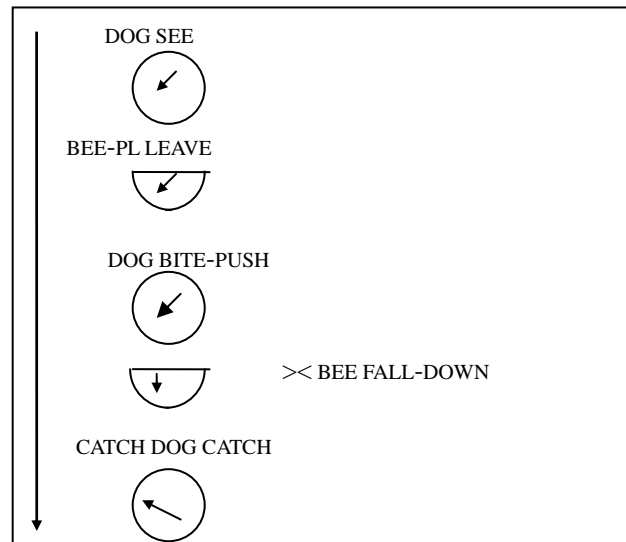 DOG SEE
BEE-PL LEAVE
DOG BITE-PUSH
>< BEE FALL-DOWN
CATCH DOG CATCH